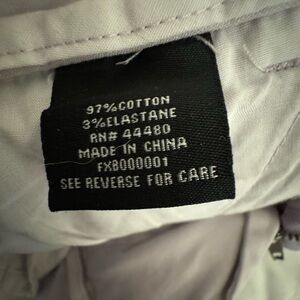 97%COTTON
3%ELASTANE
RN# 44480
MADE IN CHINA
FXB000001
SEE REVERSE FOR CARE